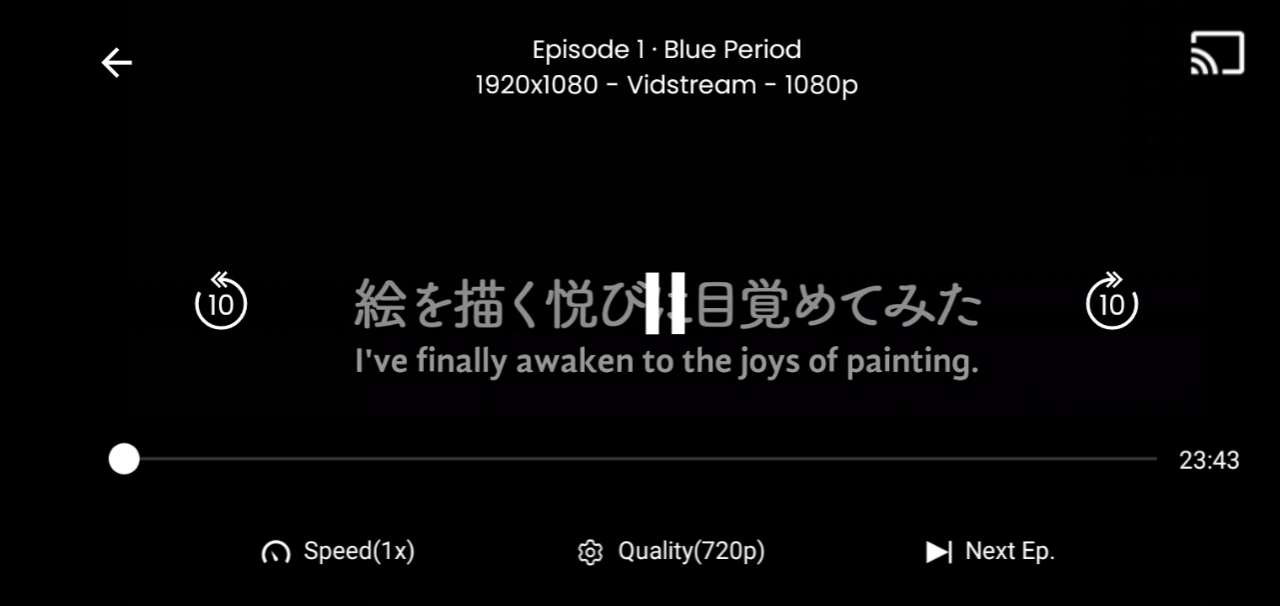 Episode 1 · Blue Period
1920x1080 - Vidstream - 1080p
10
絵を描く悦びに目覚めてみた
10
I've finally awaken to the joys of painting.
23:43
Speed(1x)
Quality(720p)
Next Ep.